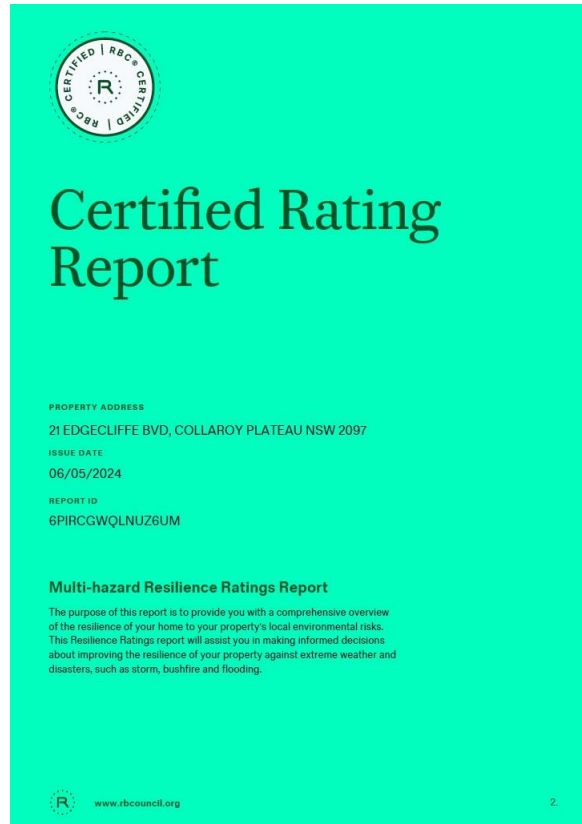 RBC® CERTIFIED | RBC® CERTIFIED |
R
Certified Rating
Report
PROPERTY ADDRESS
21 EDGECLIFFE BVD, COLLAROY PLATEAU NSW 2097
ISSUE DATE
06/05/2024
REPORT ID
6PIRCGWQLNUZ6UM
Multi-hazard Resilience Ratings Report
The purpose of this report is to provide you with a comprehensive overview
of the resilience of your home to your property's local environmental risks.
This Resilience Ratings report will assist you in making informed decisions
about improving the resilience of your property against extreme weather and
disasters, such as storm, bushfire and flooding.
R
www.rbcouncil.org
2.